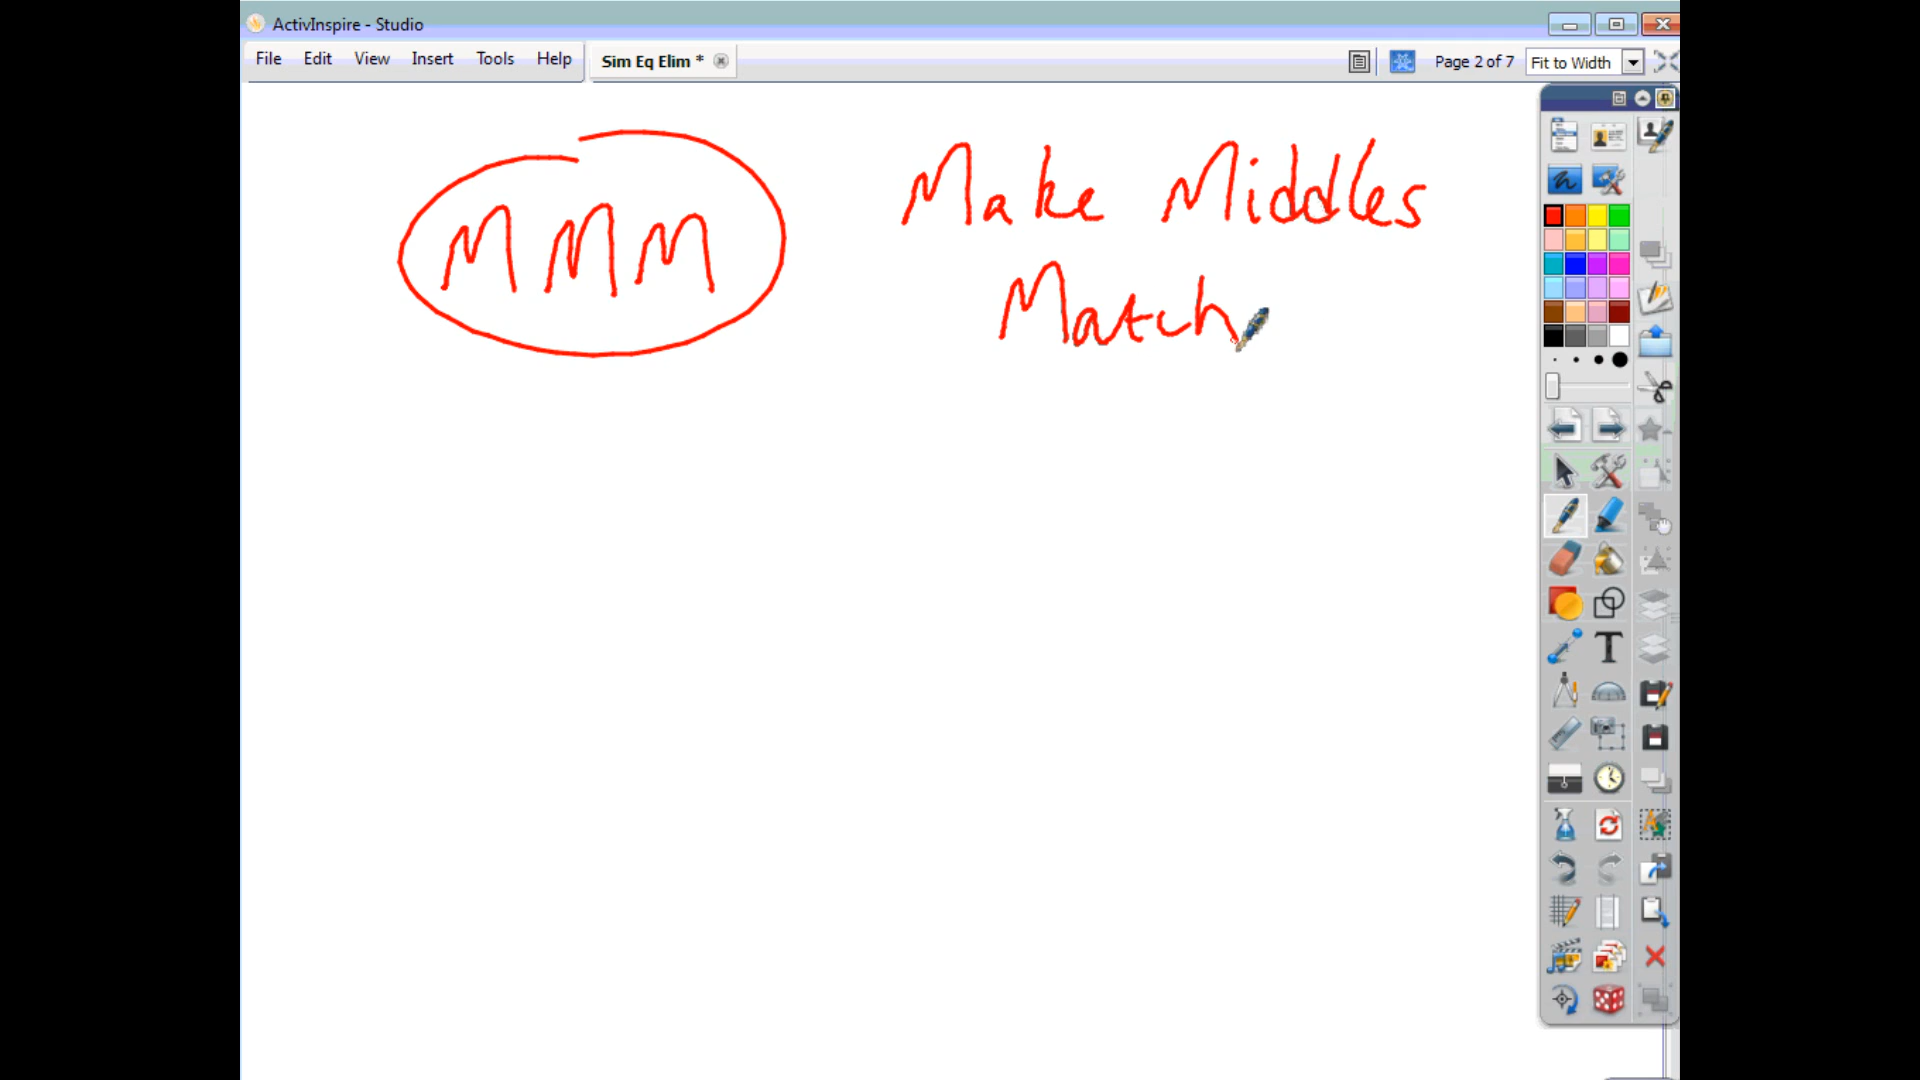 ActivInspire - Studio
File Edit View Insert Tools Help
Sim Eq Elim *
Page 2 of 7
Fit to Width
MMM
Make Middles
Match
T